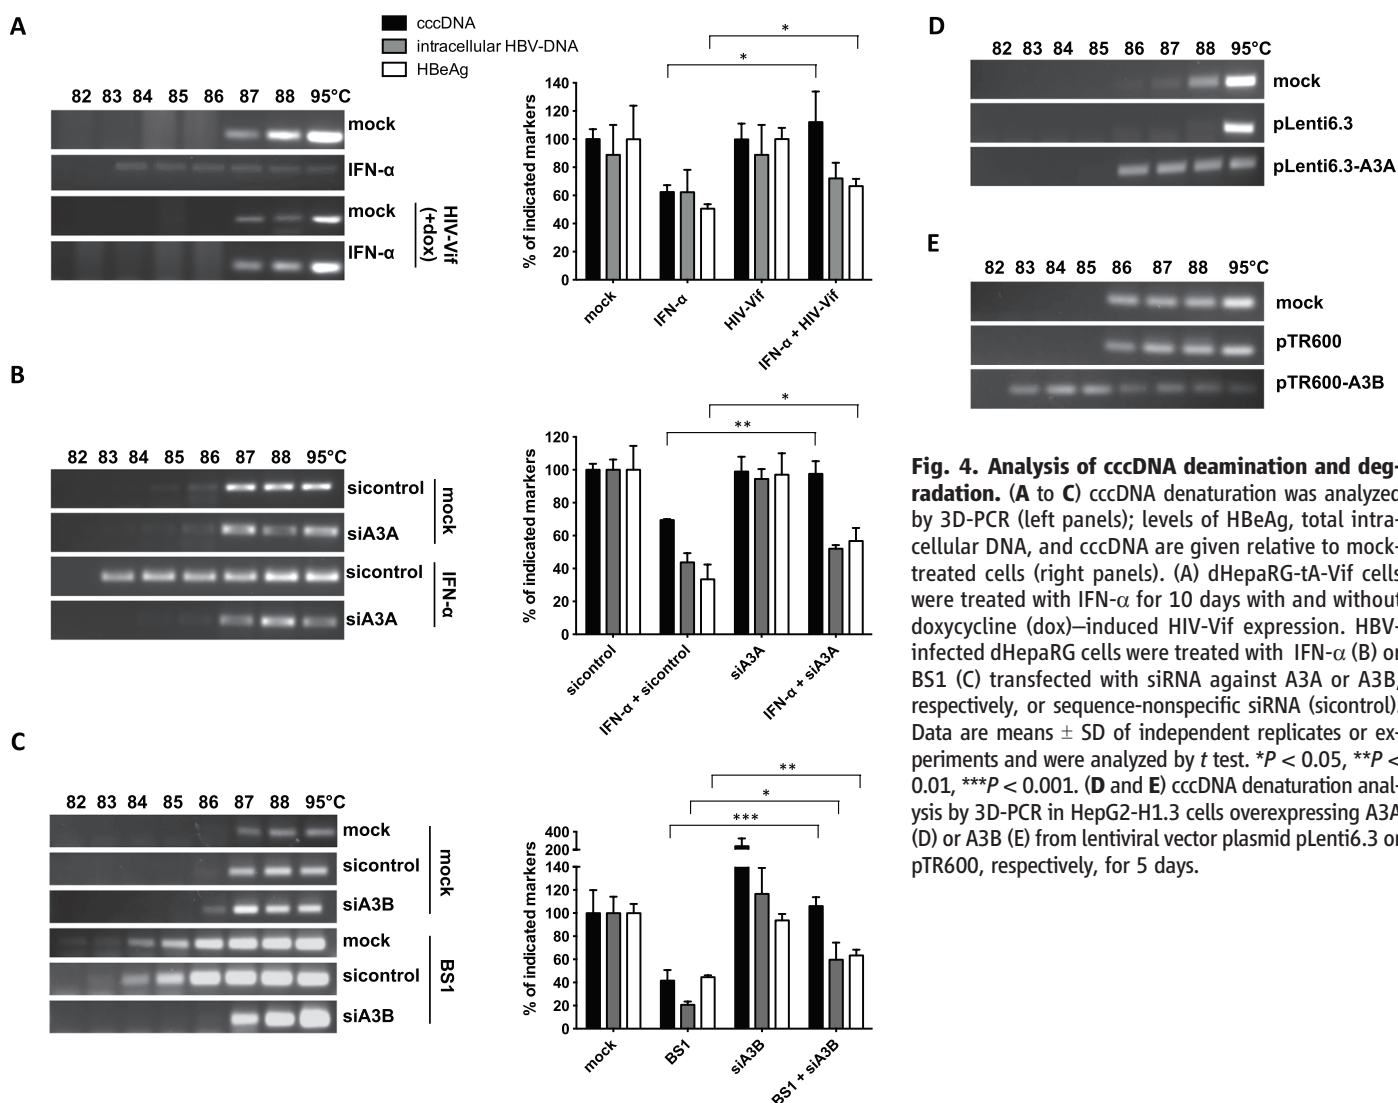 A
cccDNA
intracellular HBV-DNA
HBeAg
82 83 84 85 86 87 88 95°C
mock
IFN-α
mock
IFN-α
HIV-Vif
(+dox)
% of indicated markers
140
120
100
80
60
40
20
0
*
*
mock
IFN-α
HIV-Vif
IFN-α + HIV-Vif
B
82 83 84 85 86 87 88 95°C
sicontrol
siA3A
mock
sicontrol
siA3A
IFN-α
% of indicated markers
120
100
80
60
40
20
0
*
**
sicontrol
IFN-α + sicontrol
siA3A
IFN-α + siA3A
C
82 83 84 85 86 87 88 95°C
mock
sicontrol
siA3B
mock
mock
sicontrol
siA3B
BS1
% of indicated markers
400
200
140
120
100
80
60
40
20
0
**
*
***
mock
BS1
siA3B
BS1 + siA3B
D
82 83 84 85 86 87 88 95°C
mock
pLenti6.3
pLenti6.3-A3A
E
82 83 84 85 86 87 88 95°C
mock
pTR600
pTR600-A3B
Fig. 4. Analysis of cccDNA deamination and deg-
radation. (A to C) cccDNA denaturation was analyzed
by 3D-PCR (left panels); levels of HBeAg, total intra-
cellular DNA, and cccDNA are given relative to mock-
treated cells (right panels). (A) dHepaRG-tA-Vif cells
were treated with IFN-α for 10 days with and without
doxycycline (dox)–induced HIV-Vif expression. HBV-
infected dHepaRG cells were treated with IFN-α (B) or
BS1 (C) transfected with siRNA against A3A or A3B,
respectively, or sequence-nonspecific siRNA (sicontrol).
Data are means ± SD of independent replicates or ex-
periments and were analyzed by t test. *P < 0.05, **P <
0.01, ***P < 0.001. (D and E) cccDNA denaturation anal-
ysis by 3D-PCR in HepG2-H1.3 cells overexpressing A3A
(D) or A3B (E) from lentiviral vector plasmid pLenti6.3 or
pTR600, respectively, for 5 days.